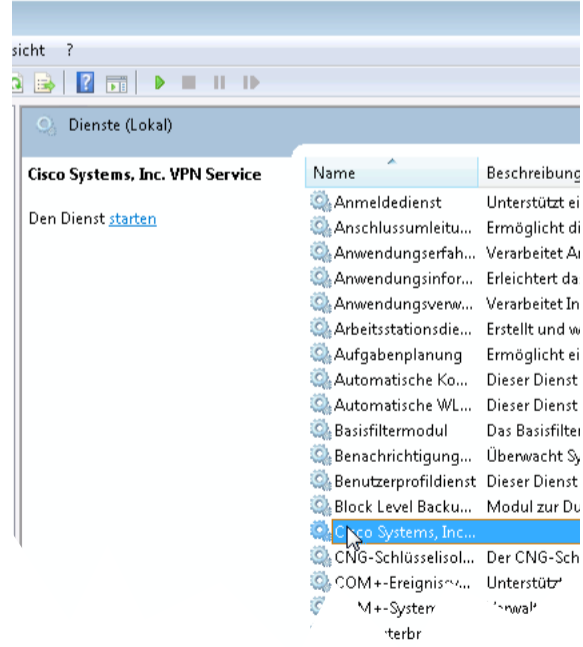 sicht ?
Dienste (Lokal)
Cisco Systems, Inc. VPN Service
Den Dienst starten
Name Beschreibung
Anmeldedienst Unterstützt ei
Anschlussumleitu... Ermöglicht di
Anwendungserfah... Verarbeitet An
Anwendungsinfor... Erleichtert da
Anwendungsverw... Verarbeitet In
Arbeitsstationsdie... Erstellt und w
Aufgabenplanung Ermöglicht ei
Automatische Ko... Dieser Dienst
Automatische WL... Dieser Dienst
Basisfiltermodul Das Basisfilter
Benachrichtigung... Überwacht Sy
Benutzerprofildienst Dieser Dienst
Block Level Backu... Modul zur Du
Cisco Systems, Inc...
CNG-Schlüsselisol... Der CNG-Sch
COM+-Ereignis... Unterstütz
M+-System